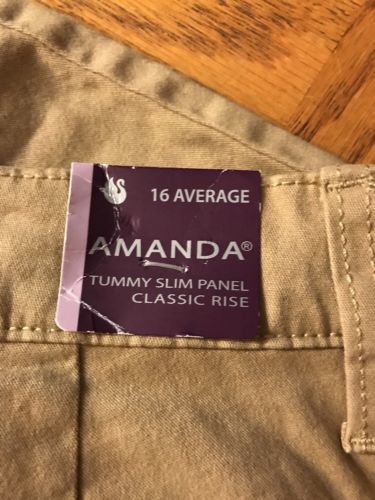 16 AVERAGE
AMANDA®
TUMMY SLIM PANEL
CLASSIC RISE